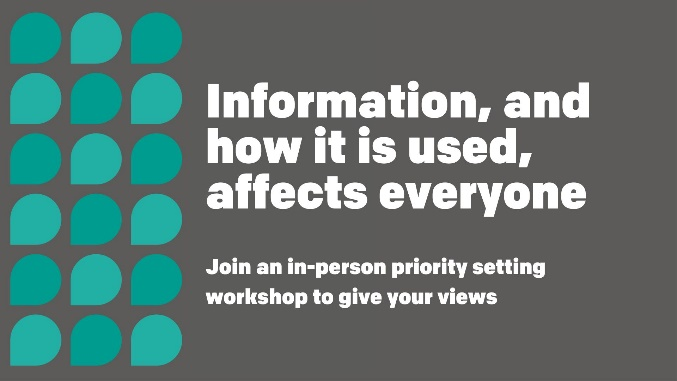 Information, and
how it is used,
affects everyone
Join an in-person priority setting
workshop to give your views